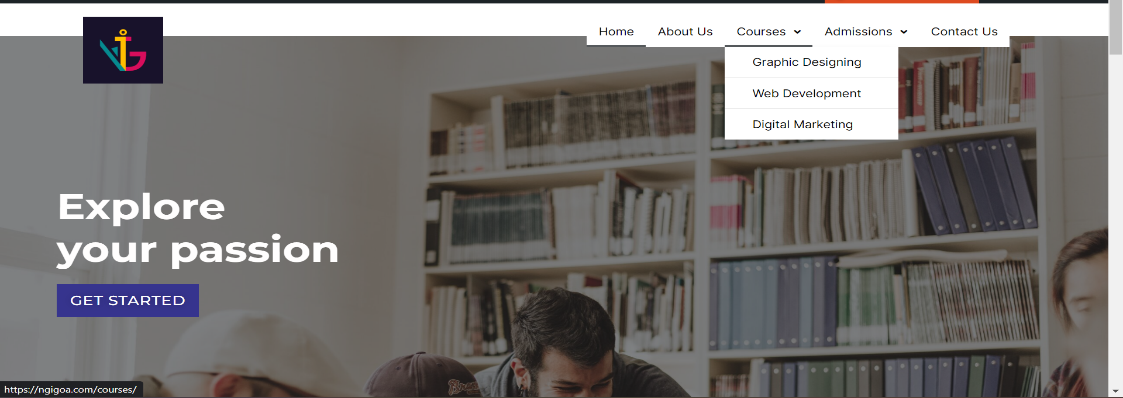 Home About Us Courses Admissions Contact Us
Graphic Designing
Web Development
Digital Marketing
Explore
your passion
GET STARTED
https://ngigoa.com/courses/